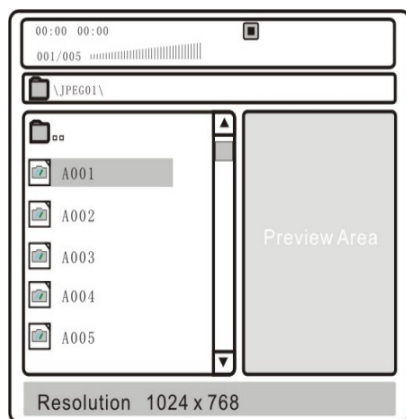 00:00 00:00
001/005
\JPEG01\
..
A001
A002
A003
A004
A005
Preview Area
Resolution 1024 x 768